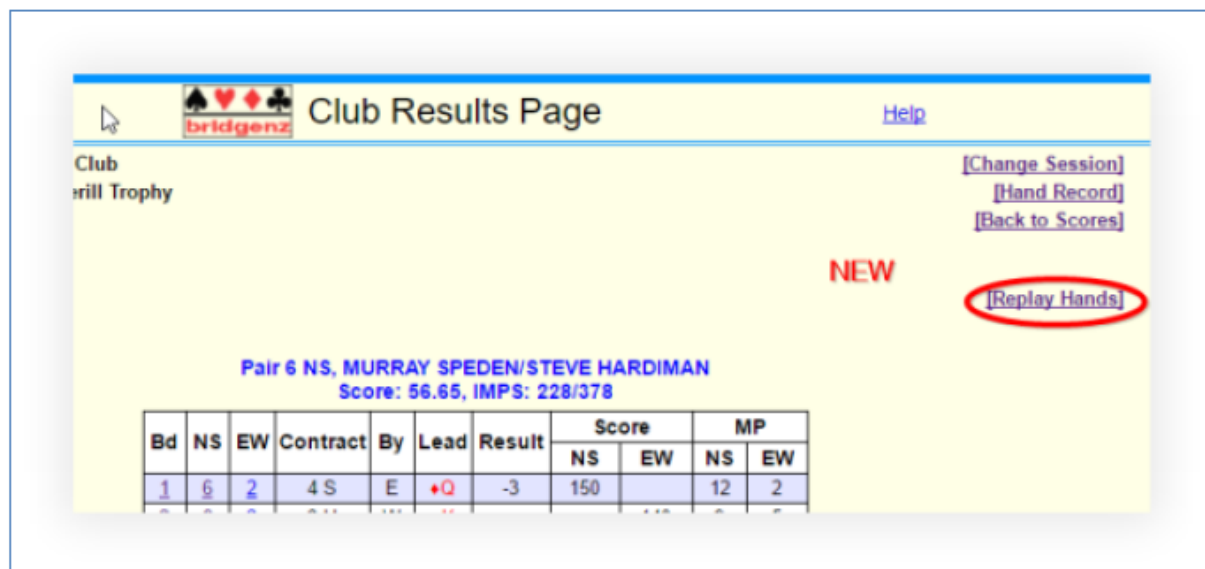 bridgenz Club Results Page Help
Club [Change Session]
erill Trophy [Hand Record]
[Back to Scores]
NEW
[Replay Hands]
Pair 6 NS, MURRAY SPEDEN/STEVE HARDIMAN
Score: 56.65, IMPS: 228/378
Bd NS EW Contract By Lead Result Score MP
NS EW NS EW
1 6 2 4 S E ♦Q -3 150 12 2